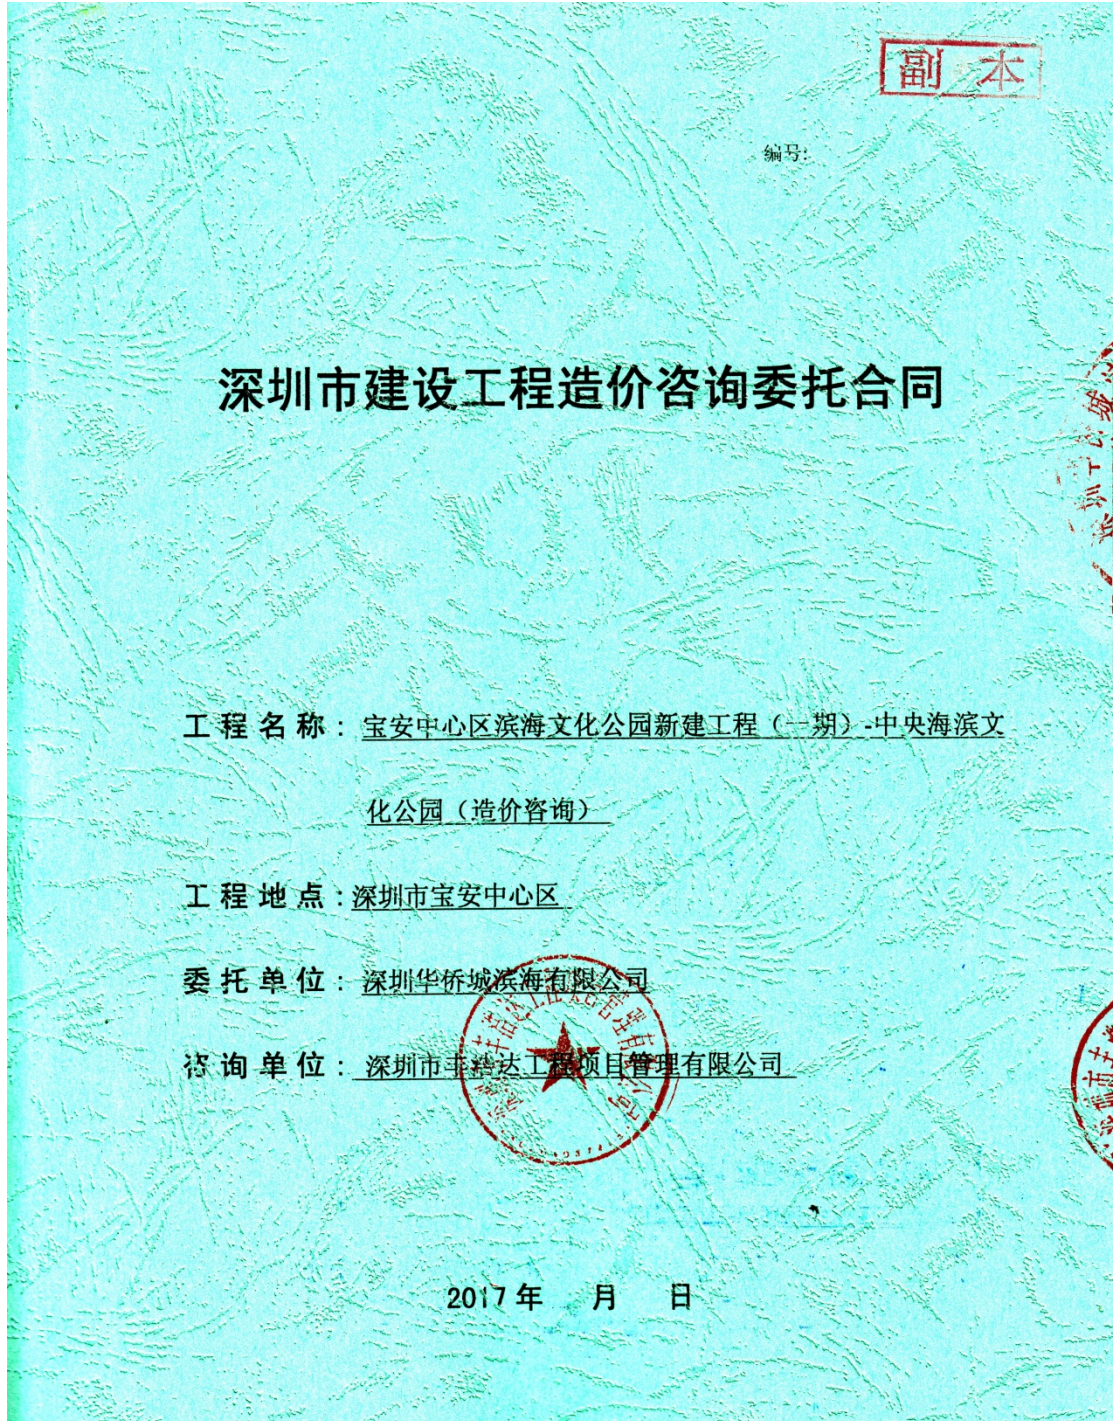 副本
编号:
深圳市建设工程造价咨询委托合同
工程名称：宝安中心区滨海文化公园新建工程（一期）-中央海滨文
化公园（造价咨询）
工程地点：深圳市宝安中心区
委托单位：深圳华侨城滨海有限公司
咨询单位：深圳市丰浩达工程项目管理有限公司
2017年 月 日